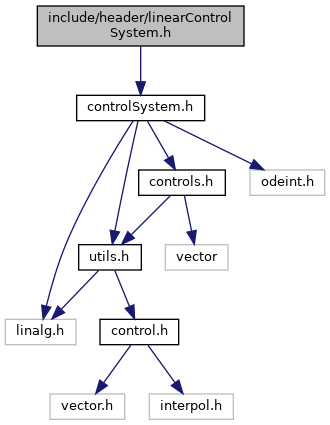 include/header/linearControl
System.h
controlSystem.h
controls.h
odeint.h
utils.h
vector
linalg.h
control.h
vector.h
interpol.h